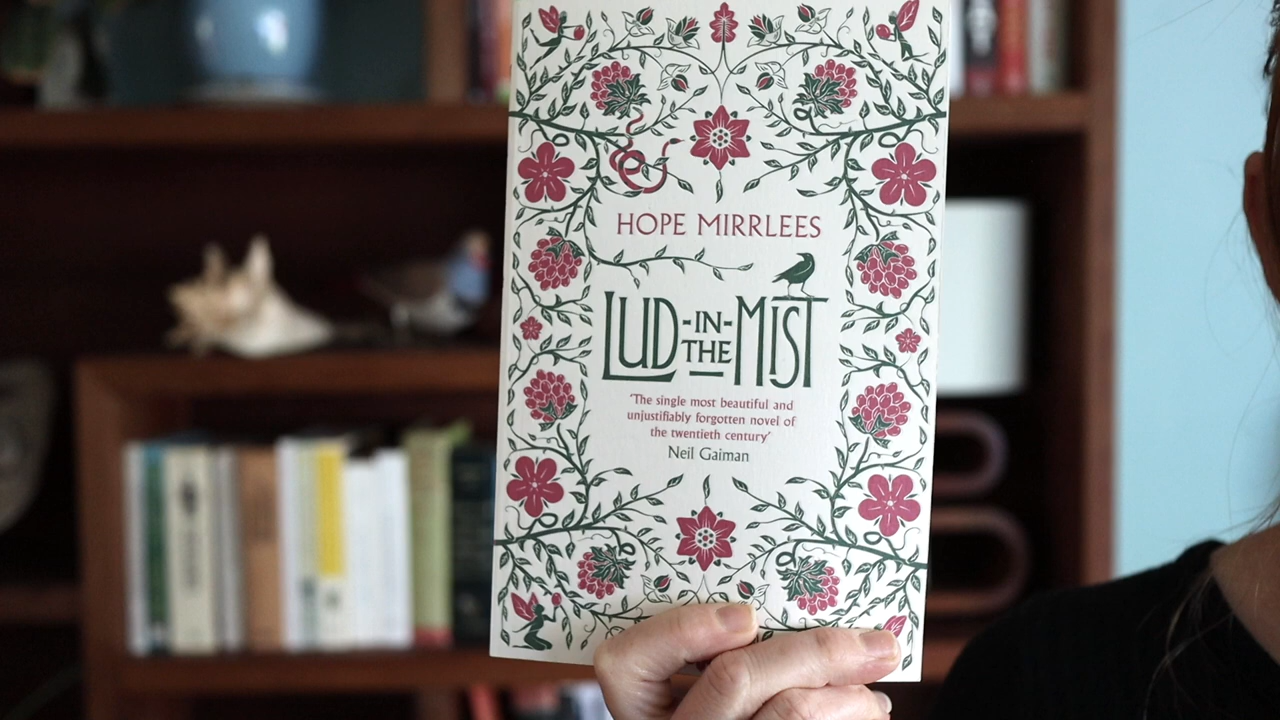 HOPE MIRRLEES
LUD-IN-THE-MIST
'The single most beautiful and
unjustifiably forgotten novel of
the twentieth century'
Neil Gaiman